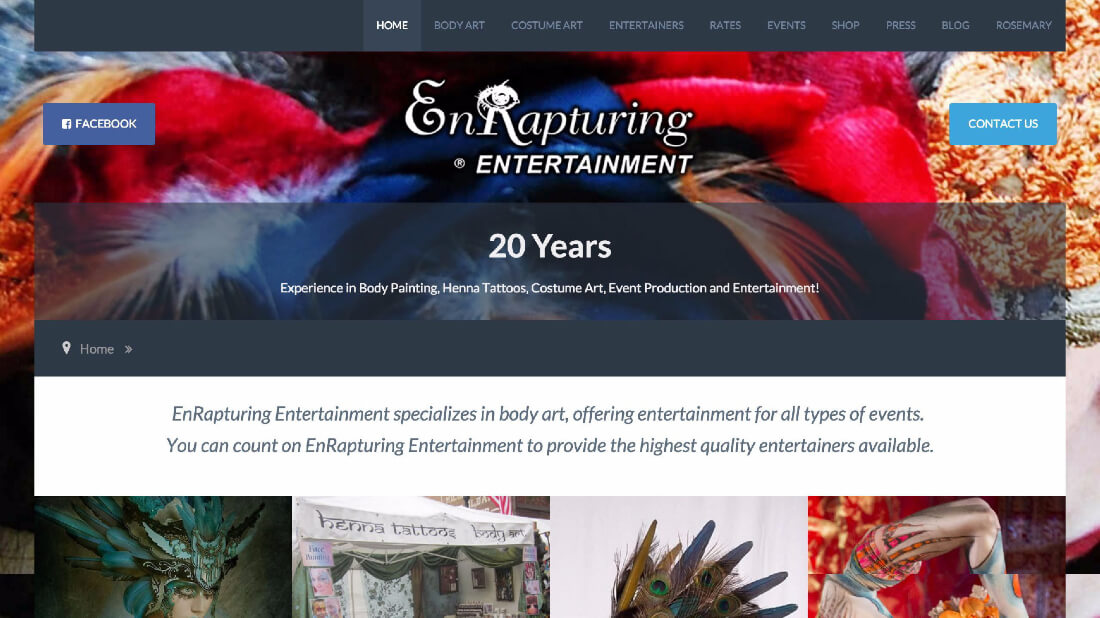 HOME BODY ART COSTUME ART ENTERTAINERS RATES EVENTS SHOP PRESS BLOG ROSEMARY
EnRapturing
® ENTERTAINMENT
FACEBOOK
CONTACT US
20 Years
Experience in Body Painting, Henna Tattoos, Costume Art, Event Production and Entertainment!
Home »
EnRapturing Entertainment specializes in body art, offering entertainment for all types of events.
You can count on EnRapturing Entertainment to provide the highest quality entertainers available.
henna tattoos body art
Face
Painting